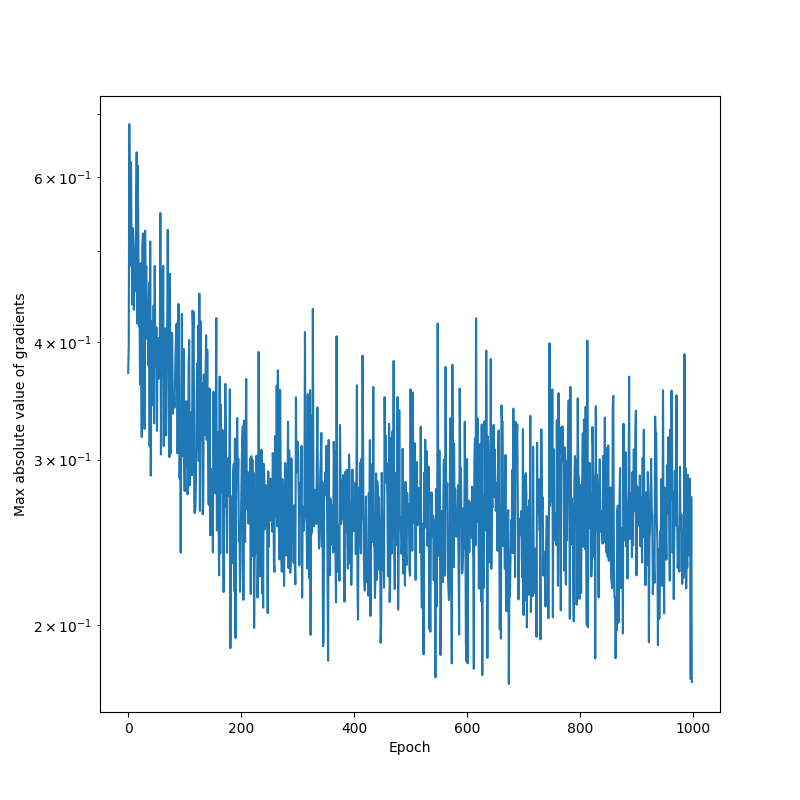 Max absolute value of gradients
6 × 10⁻¹
4 × 10⁻¹
3 × 10⁻¹
2 × 10⁻¹
0 200 400 600 800 1000
Epoch